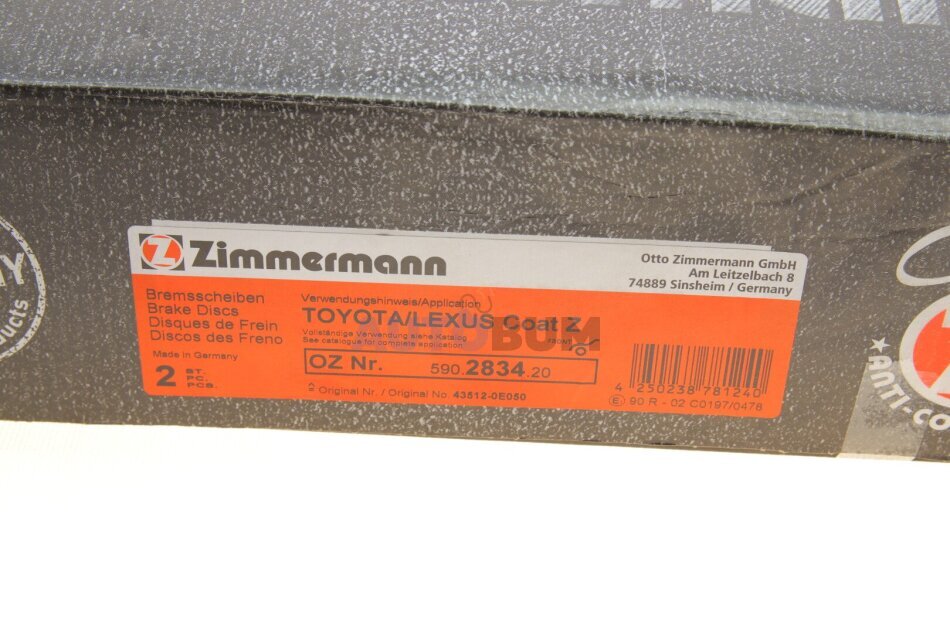 Zimmermann
Otto Zimmermann GmbH
Am Leitzelbach 8
74889 Sinsheim / Germany
Bremsscheiben
Brake Discs
Disques de Frein
Discos des Freno
Made in Germany
2 ST.
PC.
PCS.
Verwendungshinweis/Application
TOYOTA/LEXUS Coat Z
Vollständige Verwendung siehe Katalog
See catalogue for complete application
FRONT
OZ Nr. 590.2834.20
≙ Original Nr. / Original No. 43512-0E050
4 250238 781240
E1 90 R - 02 C0197/0478
BUM
ANTI-CO